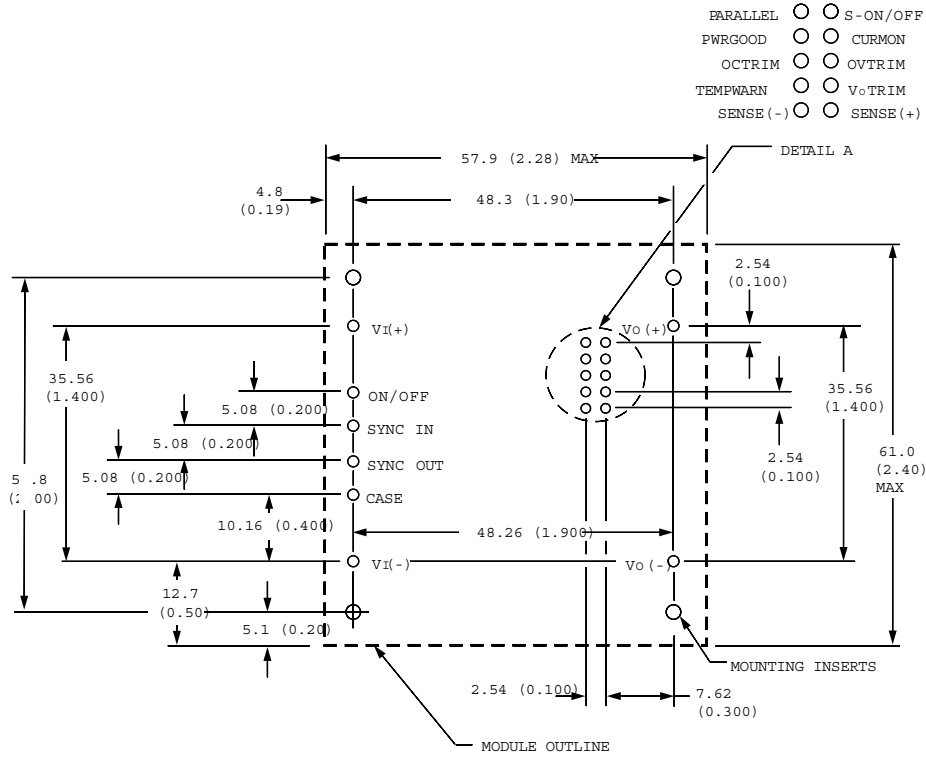 PARALLEL S-ON/OFF
PWRGOOD CURMON
OCTRIM OVTRIM
TEMPWARN VoTRIM
SENSE(-) SENSE(+)
DETAIL A
57.9 (2.28) MAX
4.8
(0.19)
48.3 (1.90)
2.54
(0.100)
VI(+)
VO(+)
35.56
(1.400)
ON/OFF
5.08 (0.200)
SYNC IN
5.08 (0.200)
SYNC OUT
5.08 (0.200)
CASE
35.56
(1.400)
2.54
(0.100)
61.0
(2.40)
MAX
10.16 (0.400)
48.26 (1.900)
VI(-)
VO(-)
12.7
(0.50)
5.1 (0.20)
MOUNTING INSERTS
2.54 (0.100)
7.62
(0.300)
MODULE OUTLINE